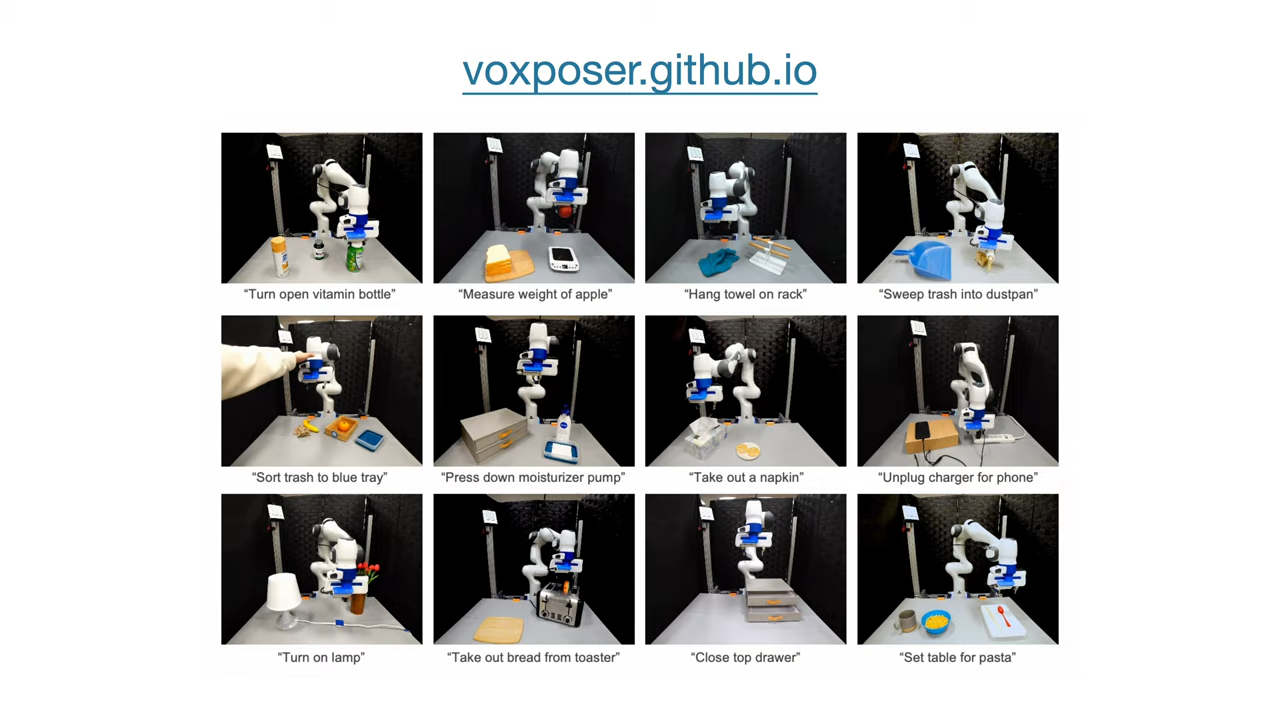 voxposer.github.io
“Turn open vitamin bottle”
“Measure weight of apple”
“Hang towel on rack”
“Sweep trash into dustpan”
“Sort trash to blue tray”
“Press down moisturizer pump”
“Take out a napkin”
“Unplug charger for phone”
“Turn on lamp”
“Take out bread from toaster”
“Close top drawer”
“Set table for pasta”